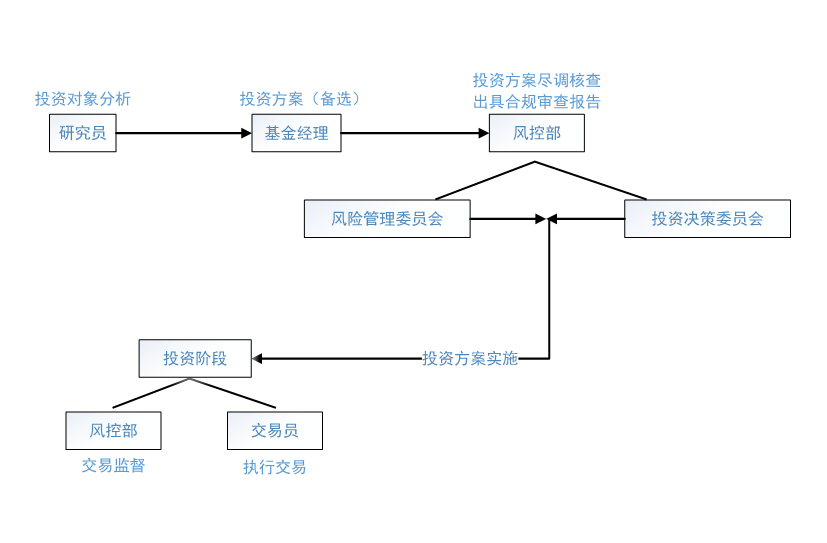 投资方案尽调核查
投资对象分析
投资方案（备选）
出具合规审查报告
研究员
基金经理
风控部
风险管理委员会
投资决策委员会
投资阶段
投资方案实施
风控部
交易员
交易监督
执行交易